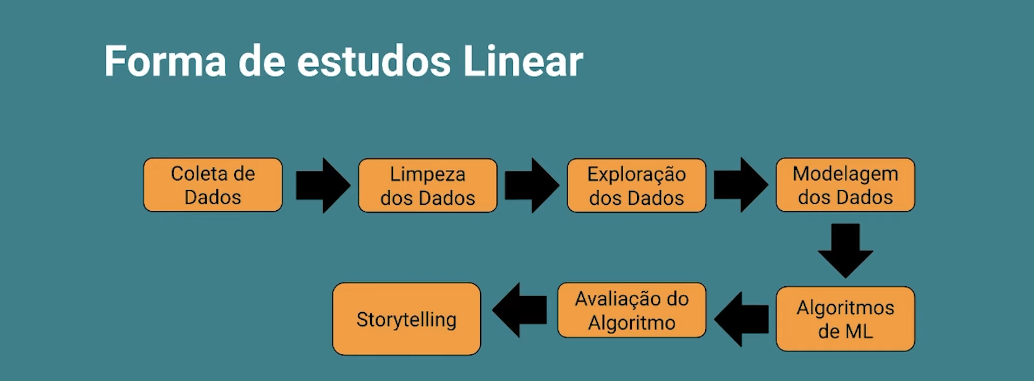 Forma de estudos Linear
Coleta de
Dados
Limpeza
dos Dados
Exploração
dos Dados
Modelagem
dos Dados
Algoritmos
de ML
Avaliação do
Algoritmo
Storytelling